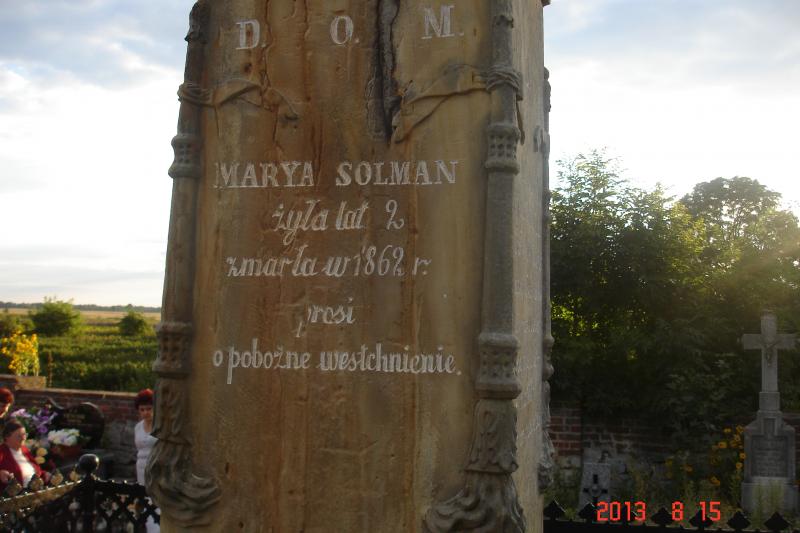 D. O. M.
MARYA SOLMAN
żyła lat 2
zmarła w 1862 r.
prosi
o pobożne westchnienie.
2013 8 15